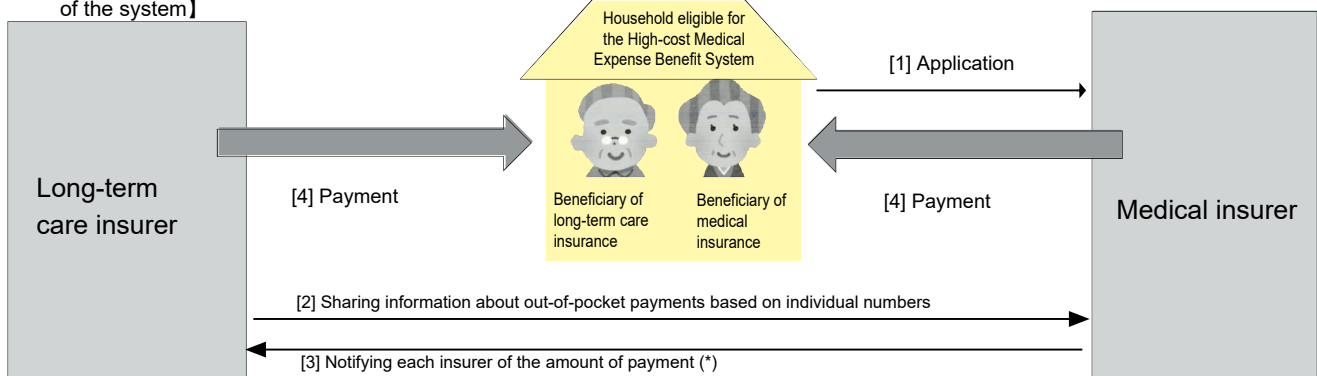 of the system】
Household eligible for
the High-cost Medical
Expense Benefit System
[1] Application
Long-term
care insurer
[4] Payment
Beneficiary of
long-term care
insurance
Beneficiary of
medical
insurance
[4] Payment
Medical insurer
[2] Sharing information about out-of-pocket payments based on individual numbers
[3] Notifying each insurer of the amount of payment (*)